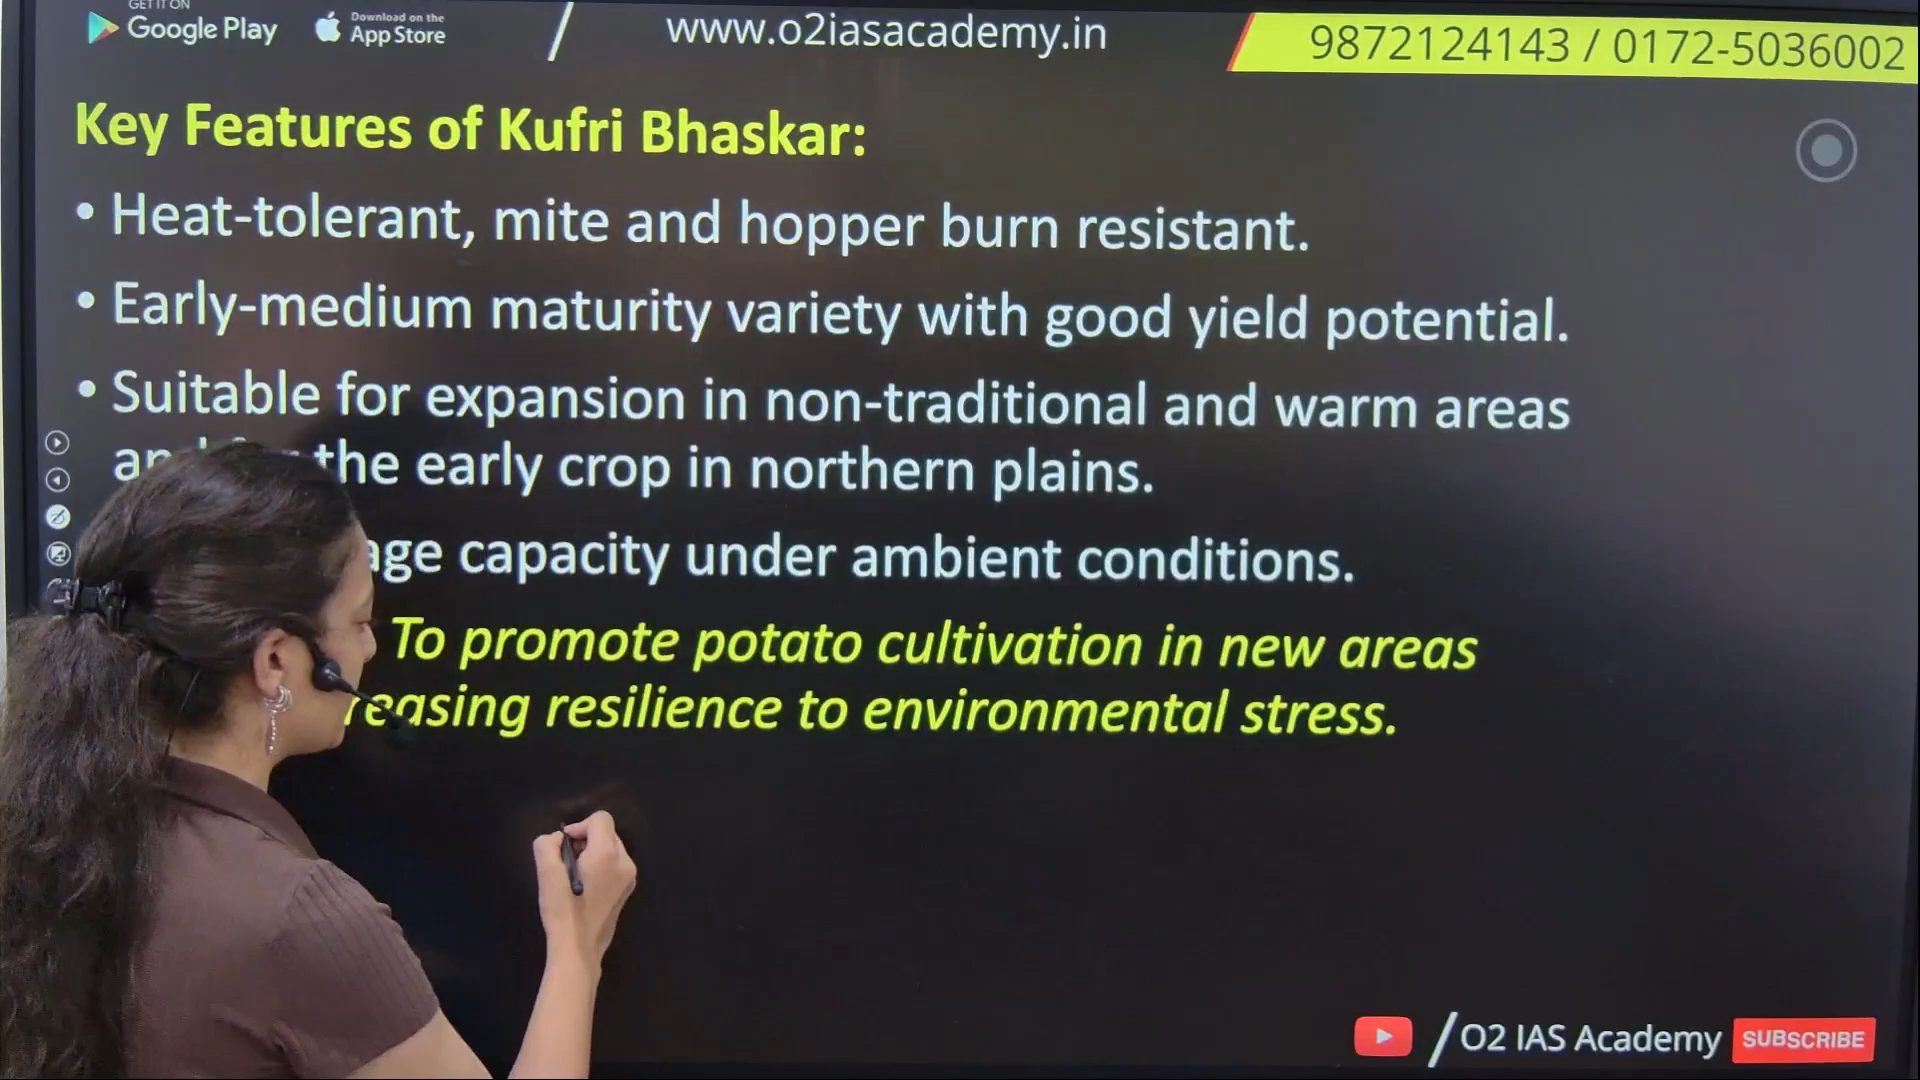 GET IT ON
Google Play
Download on the
App Store
www.o2iasacademy.in
9872124143 / 0172-5036002
Key Features of Kufri Bhaskar:
• Heat-tolerant, mite and hopper burn resistant.
• Early-medium maturity variety with good yield potential.
• Suitable for expansion in non-traditional and warm areas
the early crop in northern plains.
capacity under ambient conditions.
To promote potato cultivation in new areas
resilience to environmental stress.
O2 IAS Academy
SUBSCRIBE